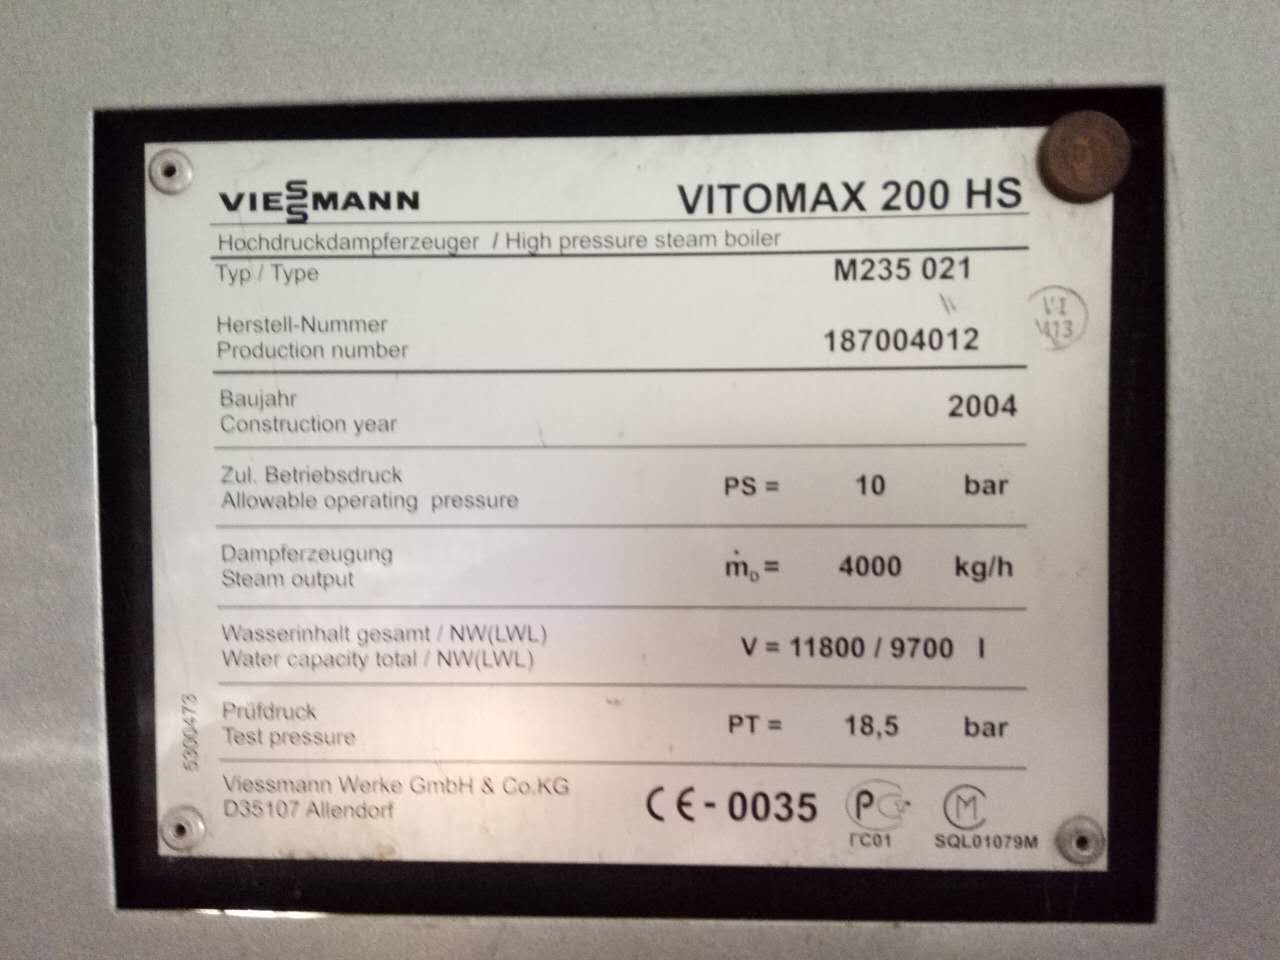 VIESSMANN VITOMAX 200 HS
Hochdruckdampferzeuger / High pressure steam boiler
Typ / Type M235 021
Herstell-Nummer
Production number 187004012
Baujahr
Construction year 2004
Zul. Betriebsdruck
Allowable operating pressure PS = 10 bar
Dampferzeugung
Steam output ṁD = 4000 kg/h
Wasserinhalt gesamt / NW(LWL)
Water capacity total / NW(LWL) V = 11800 / 9700 l
Prüfdruck
Test pressure PT = 18,5 bar
Viessmann Werke GmbH & Co.KG
D35107 Allendorf
CE - 0035
ГС01 SQL01079M
5300473